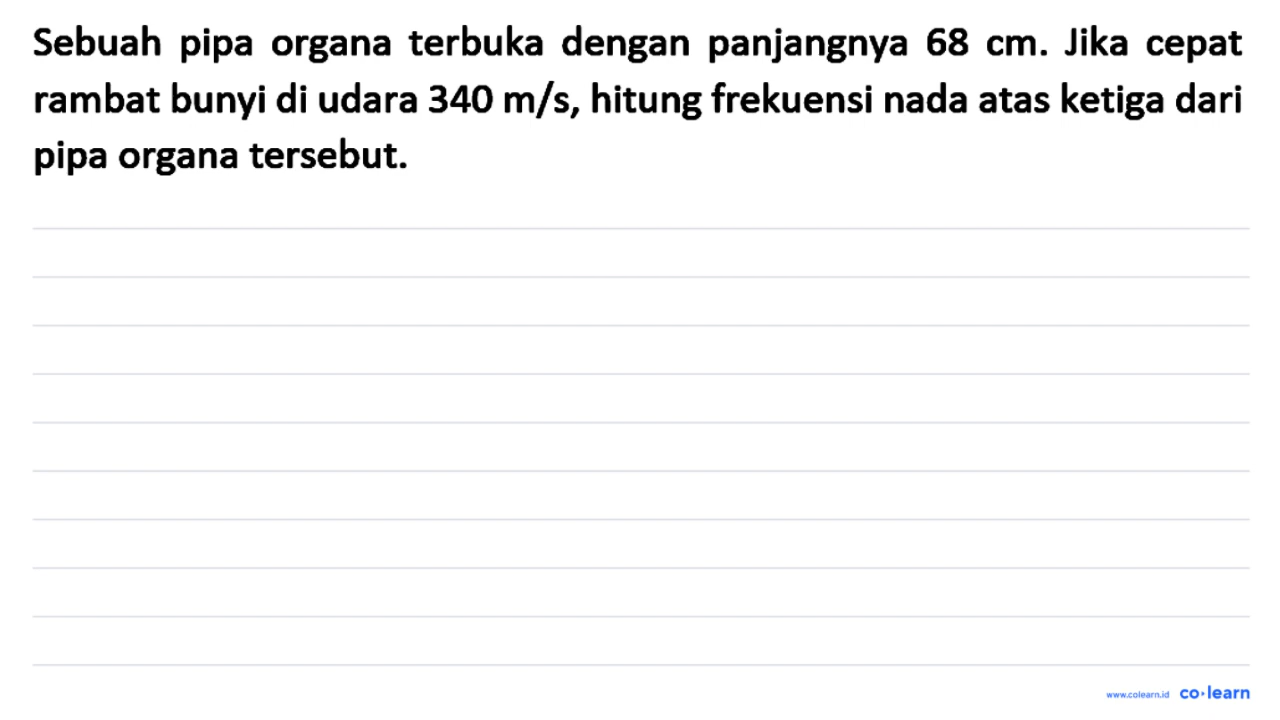 Sebuah pipa organa terbuka dengan panjangnya 68 cm. Jika cepat
rambat bunyi di udara 340 m/s, hitung frekuensi nada atas ketiga dari
pipa organa tersebut.
www.colearn.id co·learn